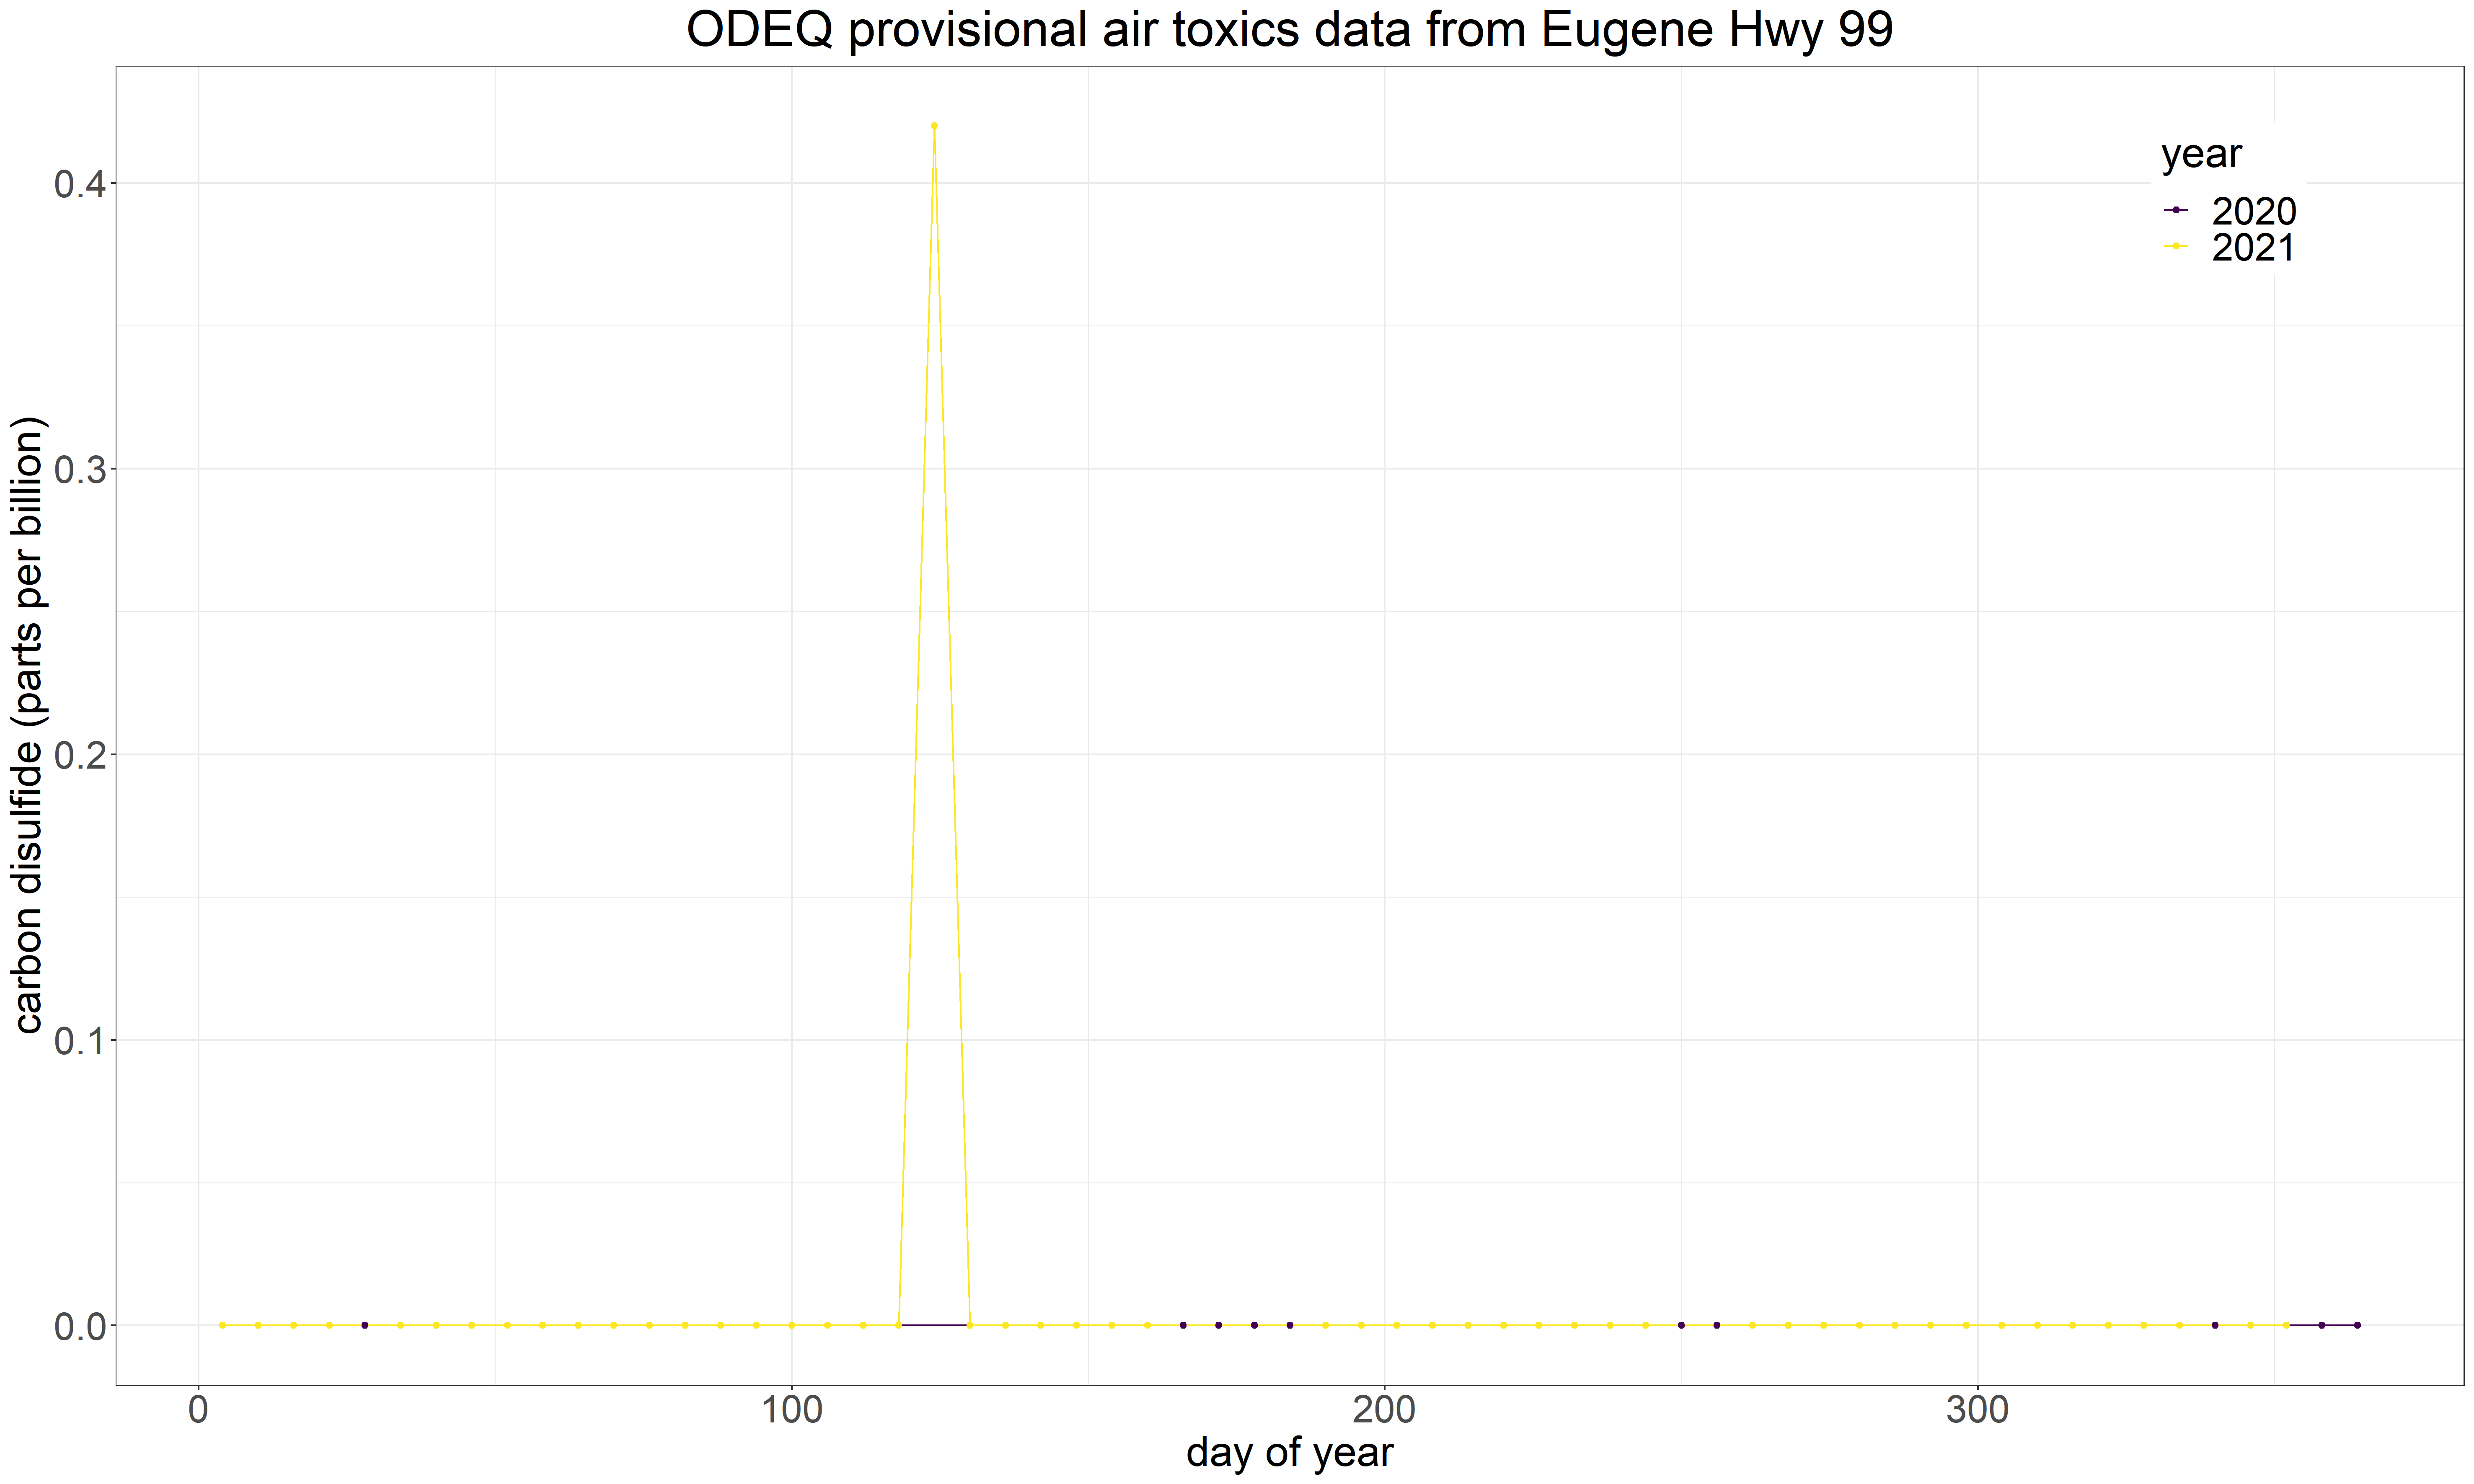 ODEQ provisional air toxics data from Eugene Hwy 99
carbon disulfide (parts per billion)
0.4
0.3
0.2
0.1
0.0
year
2020
2021
0
100
200
300
day of year